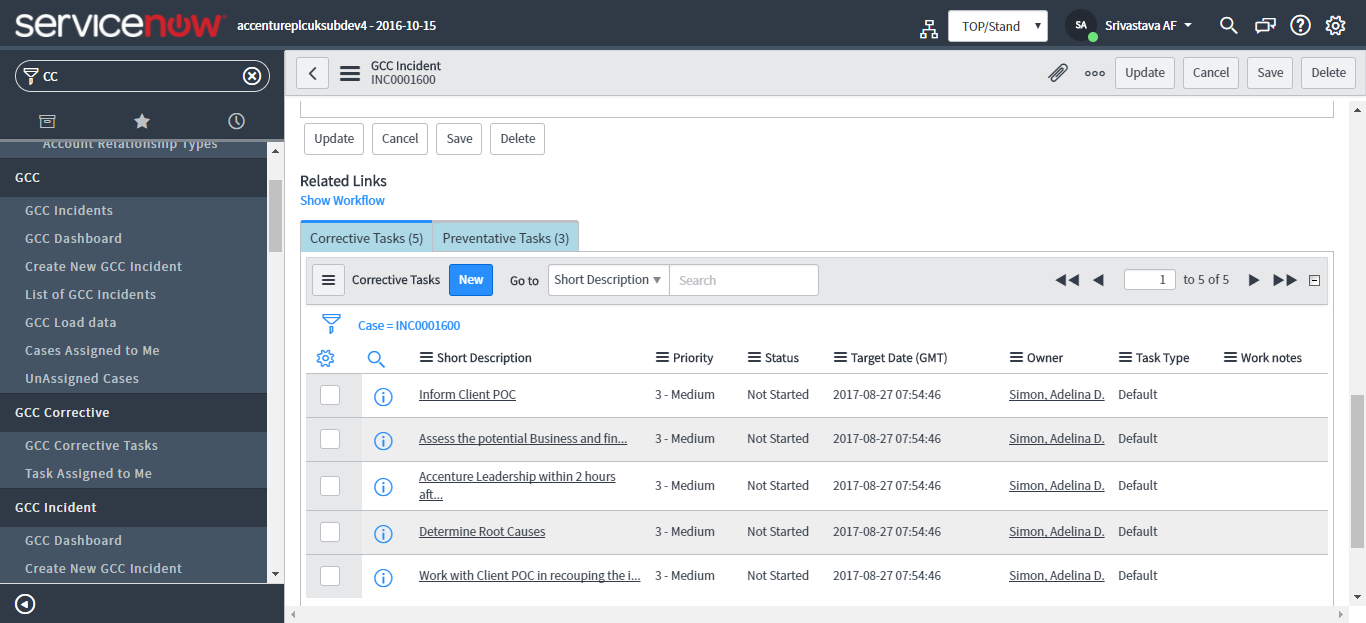 servicenow accentureplcuksubdev4 - 2016-10-15 TOP/Stand SA Srivastava AF
CC
GCC Incident
INC0001600
Update Cancel Save Delete
Account Relationship Types
GCC
GCC Incidents
GCC Dashboard
Create New GCC Incident
List of GCC Incidents
GCC Load data
Cases Assigned to Me
UnAssigned Cases
GCC Corrective
GCC Corrective Tasks
Task Assigned to Me
GCC Incident
GCC Dashboard
Create New GCC Incident
Update Cancel Save Delete
Related Links
Show Workflow
Corrective Tasks (5) Preventative Tasks (3)
Corrective Tasks New Go to Short Description Search 1 to 5 of 5
Case = INC0001600
Short Description Priority Status Target Date (GMT) Owner Task Type Work notes
Inform Client POC 3 - Medium Not Started 2017-08-27 07:54:46 Simon, Adelina D. Default
Assess the potential Business and fin... 3 - Medium Not Started 2017-08-27 07:54:46 Simon, Adelina D. Default
Accenture Leadership within 2 hours
aft... 3 - Medium Not Started 2017-08-27 07:54:46 Simon, Adelina D. Default
Determine Root Causes 3 - Medium Not Started 2017-08-27 07:54:46 Simon, Adelina D. Default
Work with Client POC in recouping the i... 3 - Medium Not Started 2017-08-27 07:54:46 Simon, Adelina D. Default